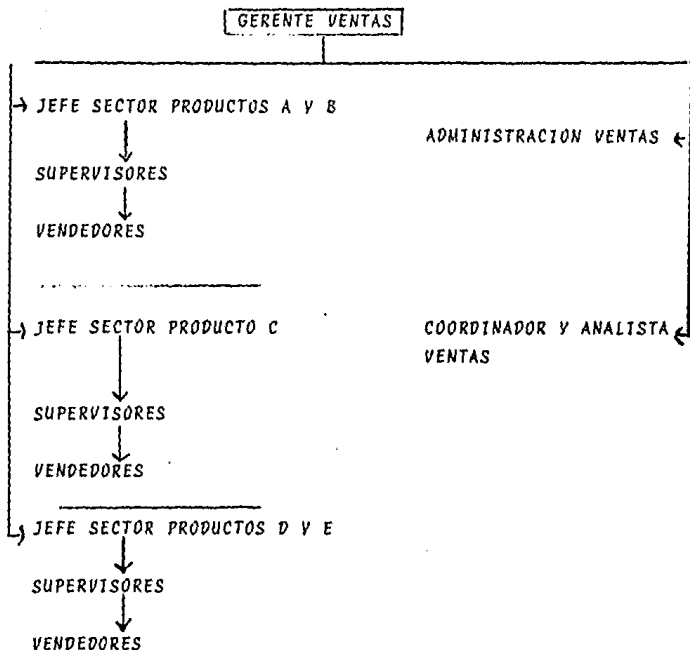 GERENTE VENTAS
JEFE SECTOR PRODUCTOS A Y B
ADMINISTRACION VENTAS
SUPERVISORES
VENDEDORES
JEFE SECTOR PRODUCTO C
COORDINADOR Y ANALISTA
VENTAS
SUPERVISORES
VENDEDORES
JEFE SECTOR PRODUCTOS D Y E
SUPERVISORES
VENDEDORES